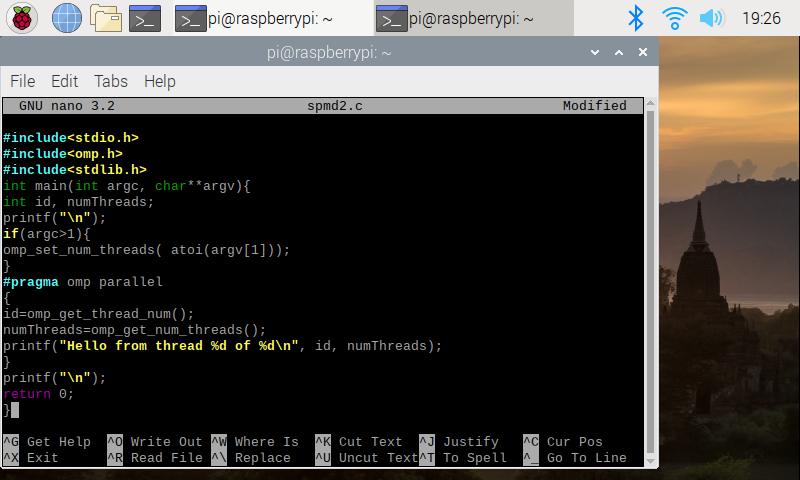 pi@raspberrypi: ~ pi@raspberrypi: ~ 19:26
pi@raspberrypi: ~
File Edit Tabs Help
GNU nano 3.2 spmd2.c Modified
#include<stdio.h>
#include<omp.h>
#include<stdlib.h>
int main(int argc, char**argv){
int id, numThreads;
printf("\n");
if(argc>1){
omp_set_num_threads( atoi(argv[1]));
}
#pragma omp parallel
{
id=omp_get_thread_num();
numThreads=omp_get_num_threads();
printf("Hello from thread %d of %d\n", id, numThreads);
}
printf("\n");
return 0;
}
^G Get Help ^O Write Out ^W Where Is ^K Cut Text ^J Justify ^C Cur Pos
^X Exit ^R Read File ^\ Replace ^U Uncut Text ^T To Spell ^_ Go To Line